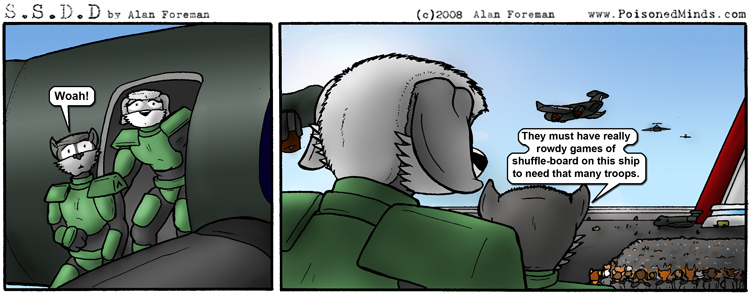 S.S.D.D by Alan Foreman (c)2008 Alan Foreman www.PoisonedMinds.com
Woah!
They must have really
rowdy games of
shuffle-board on this ship
to need that many troops.